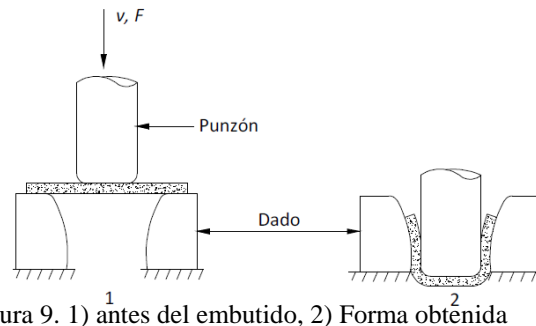 v, F
Punzón
Dado
1
2
ura 9. 1) antes del embutido, 2) Forma obtenida